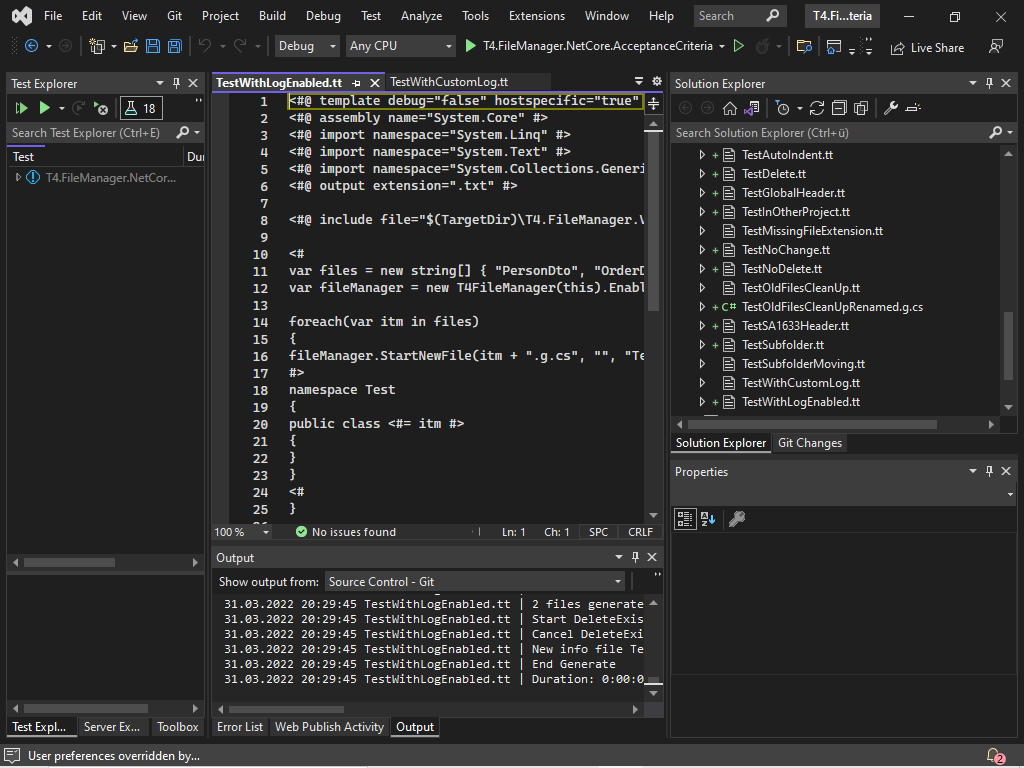 File Edit View Git Project Build Debug Test Analyze Tools Extensions Window Help Search T4.Fi...teria
Debug Any CPU T4.FileManager.NetCore.AcceptanceCriteria Live Share
Test Explorer
18
Search Test Explorer (Ctrl+E)
Test Du
T4.FileManager.NetCor...
TestWithLogEnabled.tt TestWithCustomLog.tt
1 <#@ template debug="false" hostspecific="true"
2 <#@ assembly name="System.Core" #>
3 <#@ import namespace="System.Linq" #>
4 <#@ import namespace="System.Text" #>
5 <#@ import namespace="System.Collections.Generi
6 <#@ output extension=".txt" #>
7
8 <#@ include file="$(TargetDir)\T4.FileManager.V
9
10 <#
11 var files = new string[] { "PersonDto", "OrderD
12 var fileManager = new T4FileManager(this).Enabl
13
14 foreach(var itm in files)
15 {
16 fileManager.StartNewFile(itm + ".g.cs", "", "Te
17 #>
18 namespace Test
19 {
20 public class <#= itm #>
21 {
22 }
23 }
24 <#
25 }
100 % No issues found Ln: 1 Ch: 1 SPC CRLF
Output
Show output from: Source Control - Git
31.03.2022 20:29:45 TestWithLogEnabled.tt | 2 files generate
31.03.2022 20:29:45 TestWithLogEnabled.tt | Start DeleteExis
31.03.2022 20:29:45 TestWithLogEnabled.tt | Cancel DeleteExi
31.03.2022 20:29:45 TestWithLogEnabled.tt | New info file Te
31.03.2022 20:29:45 TestWithLogEnabled.tt | End Generate
31.03.2022 20:29:45 TestWithLogEnabled.tt | Duration: 0:00:0
Solution Explorer
Search Solution Explorer (Ctrl+ü)
TestAutoIndent.tt
TestDelete.tt
TestGlobalHeader.tt
TestInOtherProject.tt
TestMissingFileExtension.tt
TestNoChange.tt
TestNoDelete.tt
TestOldFilesCleanUp.tt
C# TestOldFilesCleanUpRenamed.g.cs
TestSA1633Header.tt
TestSubfolder.tt
TestSubfolderMoving.tt
TestWithCustomLog.tt
TestWithLogEnabled.tt
Solution Explorer Git Changes
Properties
Test Expl... Server Ex... Toolbox Error List Web Publish Activity Output
User preferences overridden by... 2